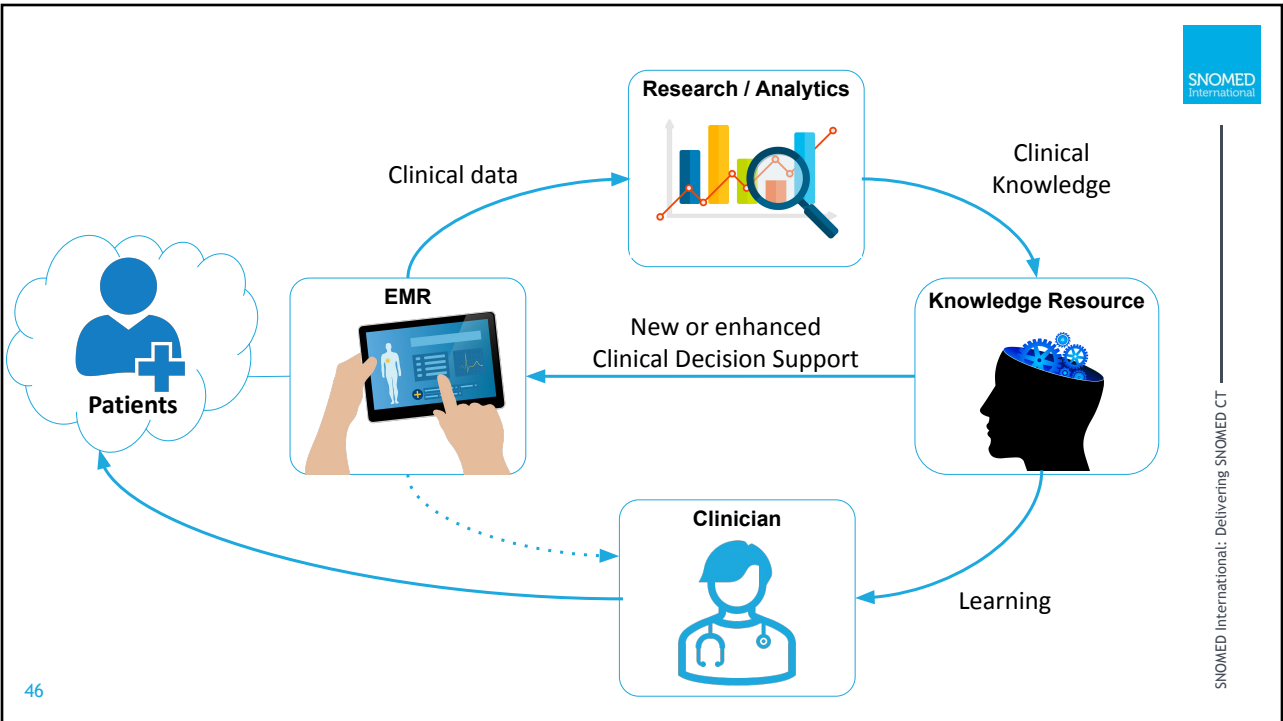 SNOMED
International
Research / Analytics
Clinical data
Clinical
Knowledge
Patients
EMR
New or enhanced
Clinical Decision Support
Knowledge Resource
Clinician
Learning
SNOMED International: Delivering SNOMED CT
46